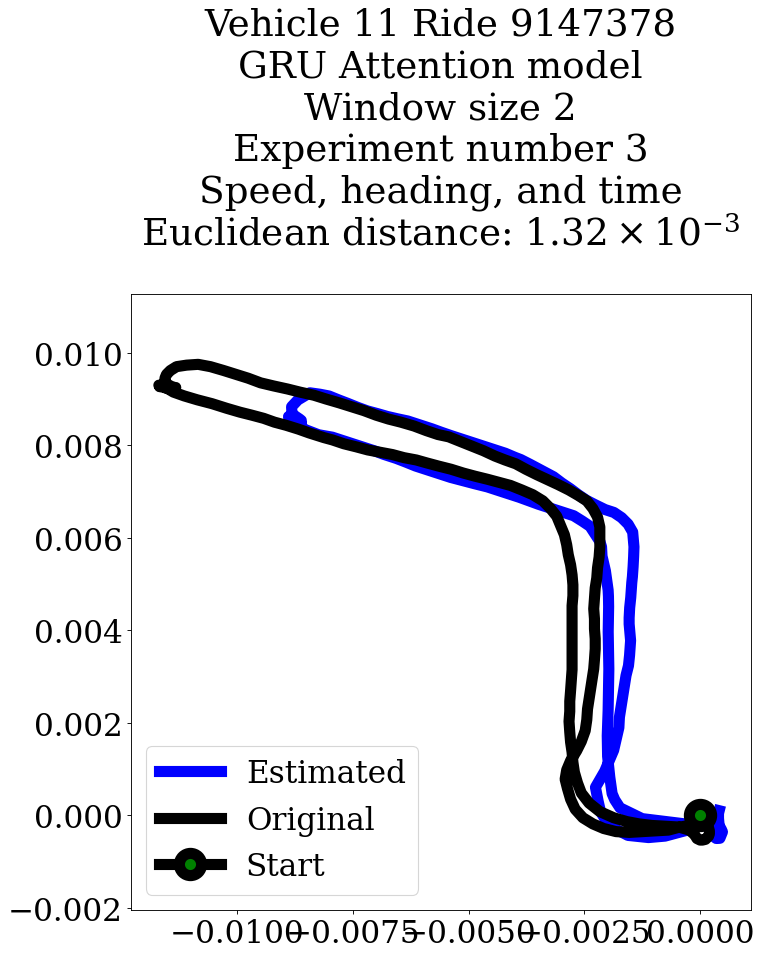 Vehicle 11 Ride 9147378
GRU Attention model
Window size 2
Experiment number 3
Speed, heading, and time
Euclidean distance: 1.32 × 10⁻³
0.010
0.008
0.006
0.004
0.002
0.000
−0.002
Estimated
Original
Start
−0.0100 −0.0075 −0.0050 −0.0025 0.0000